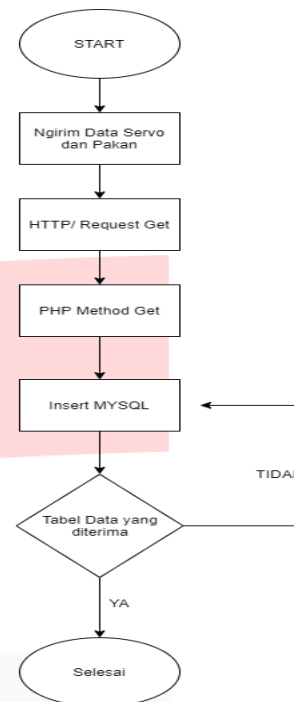 START
Ngirim Data Servo
dan Pakan
HTTP/ Request Get
PHP Method Get
Insert MYSQL
Tabel Data yang
diterima
YA
Selesai